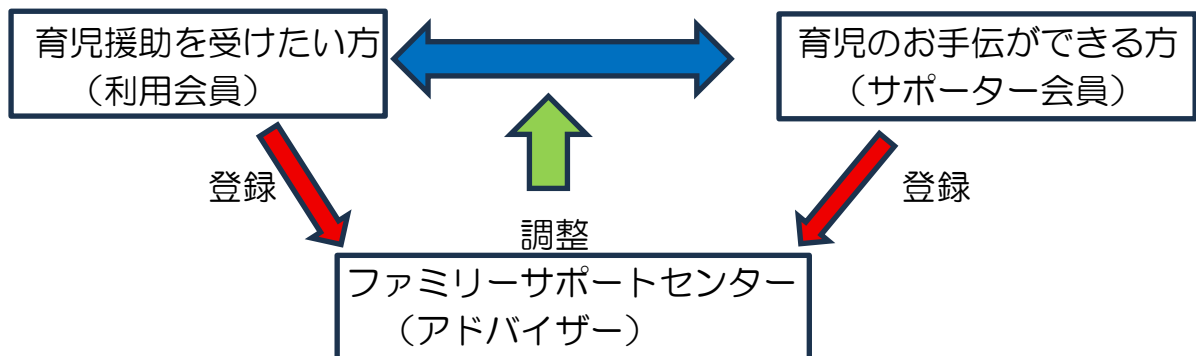 育児援助を受けたい方
（利用会員）
育児のお手伝ができる方
（サポーター会員）
登録
登録
調整
ファミリーサポートセンター
（アドバイザー）